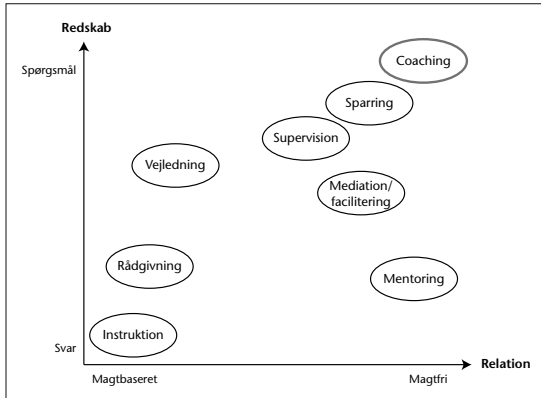 Redskab
Spørgsmål
Coaching
Sparring
Supervision
Vejledning
Mediation/
facilitering
Rådgivning
Mentoring
Instruktion
Svar
Relation
Magtbaseret
Magtfri